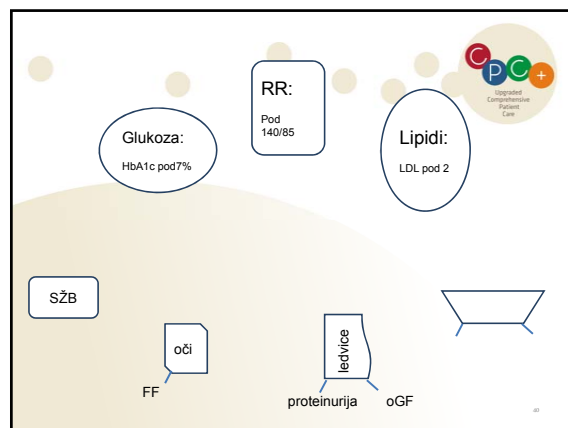 C P C +
Upgraded
Comprehensive
Patient
Care
RR:
Pod
140/85
Glukoza:
HbA1c pod7%
Lipidi:
LDL pod 2
SŽB
oči
FF
ledvice
proteinurija
oGF